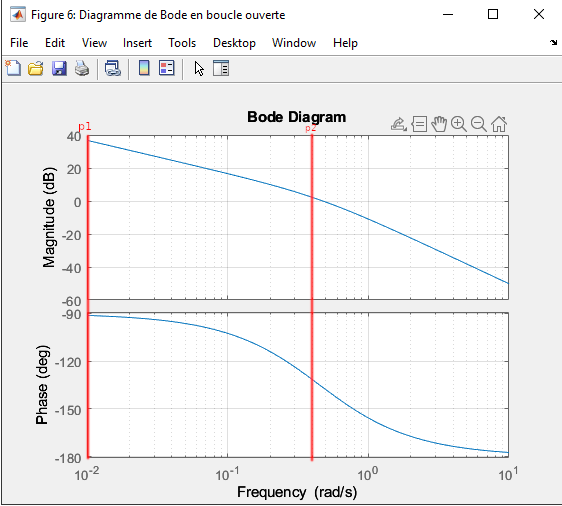 Figure 6: Diagramme de Bode en boucle ouverte
File Edit View Insert Tools Desktop Window Help
Bode Diagram
p1
p2
Magnitude (dB)
40
20
0
-20
-40
-60
Phase (deg)
-90
-120
-150
-180
10^-2 10^-1 10^0 10^1
Frequency (rad/s)